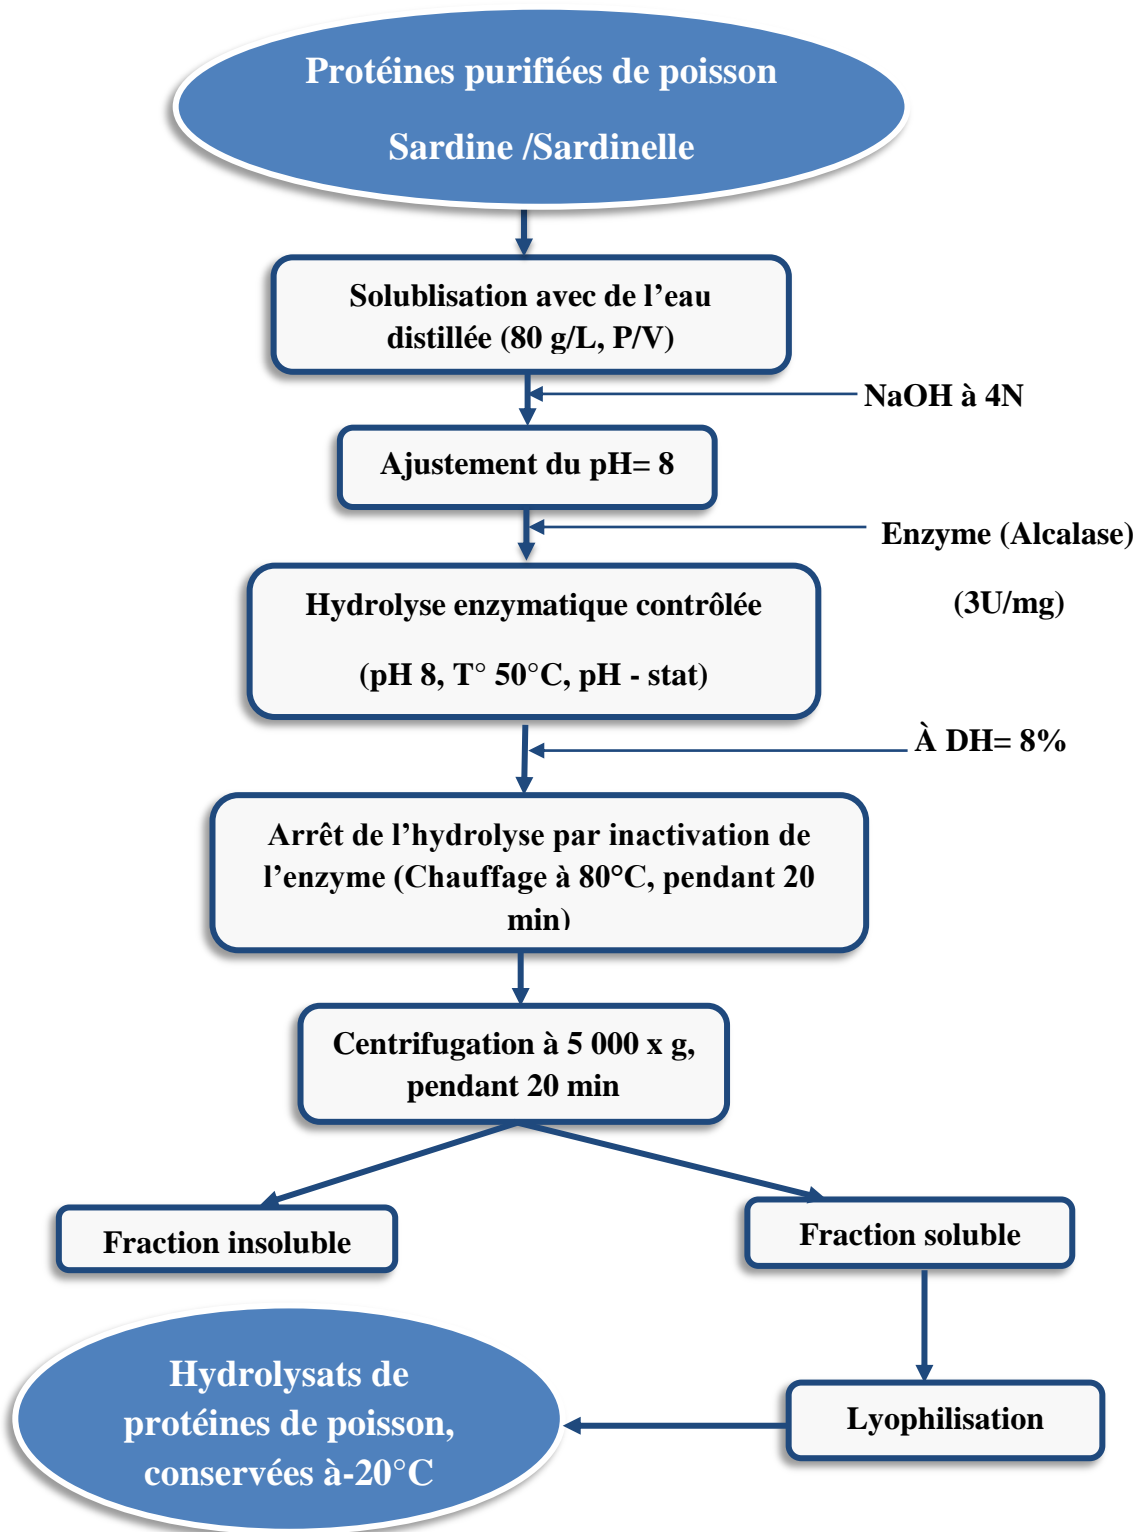 Protéines purifiées de poisson
Sardine /Sardinelle
Solublisation avec de l’eau
distillée (80 g/L, P/V)
NaOH à 4N
Ajustement du pH= 8
Enzyme (Alcalase)
(3U/mg)
Hydrolyse enzymatique contrôlée
(pH 8, T° 50°C, pH - stat)
À DH= 8%
Arrêt de l’hydrolyse par inactivation de
l’enzyme (Chauffage à 80°C, pendant 20
min)
Centrifugation à 5 000 x g,
pendant 20 min
Fraction insoluble
Fraction soluble
Lyophilisation
Hydrolysats de
protéines de poisson,
conservées à-20°C